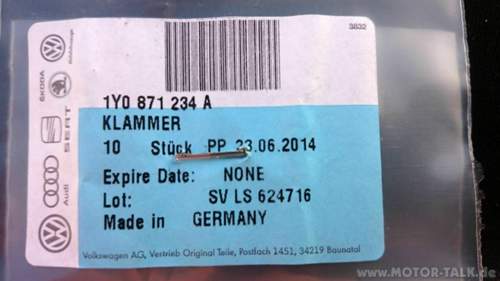 3832
1Y0 871 234 A
KLAMMER
10 Stück PP 23.06.2014
Expire Date: NONE
Lot: SV LS 624716
Made in GERMANY
Volkswagen AG, Vertrieb Original Teile, Postfach 1451, 34219 Baunatal
ŠKODA
SEAT
Audi
www.MOTOR-TALK.de